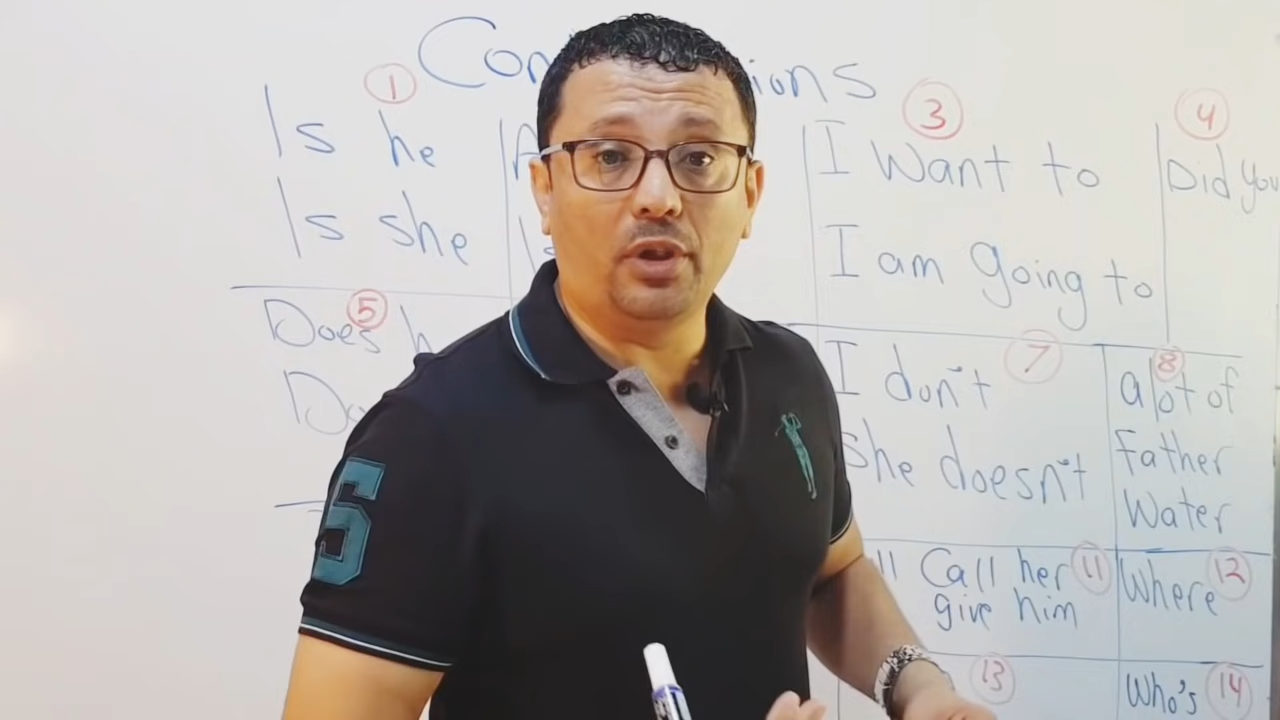 1
Is he
Is she
3
I Want to
I am going to
4
Did you
5
Does
7
I don't
she doesn't
8
a lot of
Father
Water
Call her
give him
11
Where
12
13
Who's
14
5